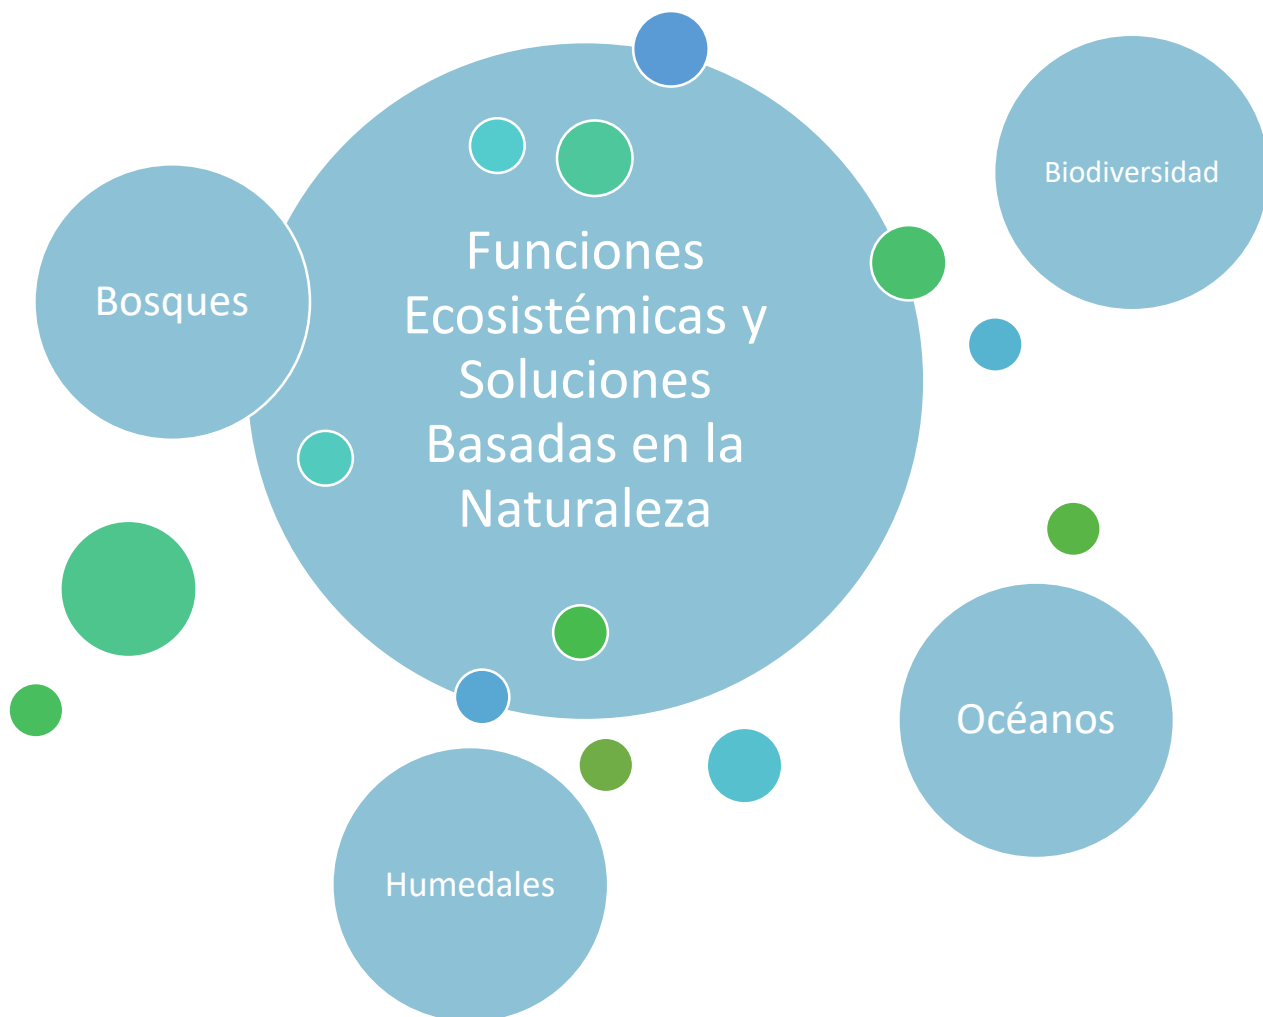 Funciones
Ecosistémicas y
Soluciones
Basadas en la
Naturaleza
Bosques
Biodiversidad
Océanos
Humedales